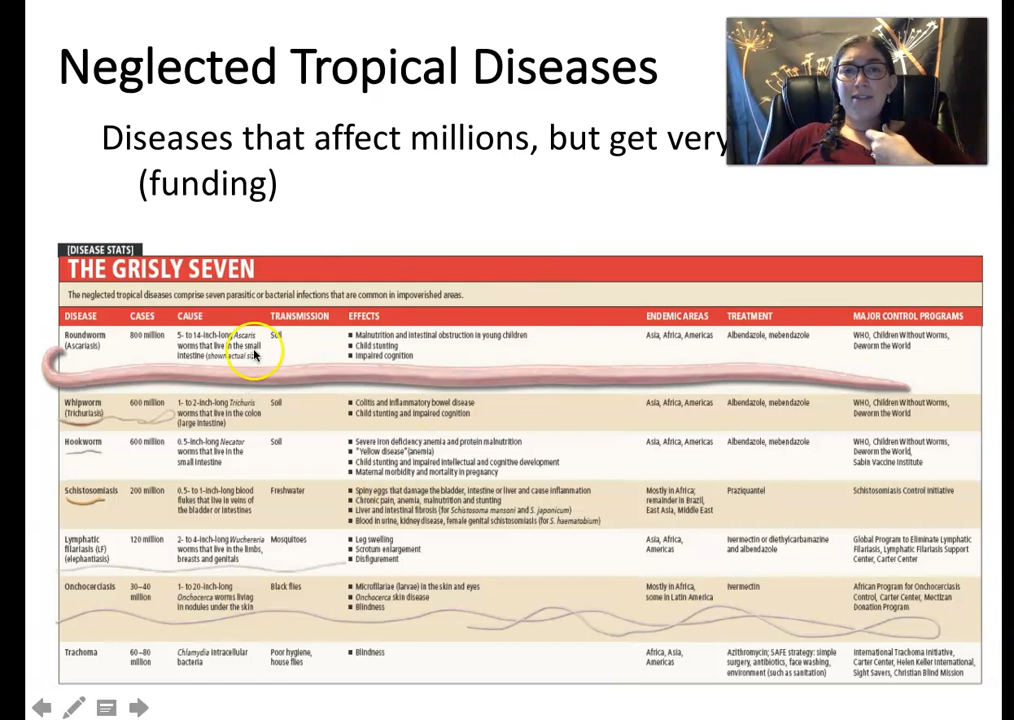 Neglected Tropical Diseases
Diseases that affect millions, but get very
(funding)
[DISEASE STATS]
THE GRISLY SEVEN
The neglected tropical diseases comprise seven parasitic or bacterial infections that are common in impoverished areas.
DISEASE CASES CAUSE TRANSMISSION EFFECTS ENDEMIC AREAS TREATMENT MAJOR CONTROL PROGRAMS
Roundworm 800 million 5- to 14-inch-long Ascaris Soil ■ Malnutrition and intestinal obstruction in young children Asia, Africa, Americas Albendazole, mebendazole WHO, Children Without Worms,
(Ascariasis) worms that live in the small ■ Child stunting Deworm the World
intestine (shown actual size) ■ Impaired cognition
Whipworm 600 million 1- to 2-inch-long Trichuris Soil ■ Colitis and inflammatory bowel disease Asia, Africa, Americas Albendazole, mebendazole WHO, Children Without Worms,
(Trichuriasis) worms that live in the colon ■ Child stunting and impaired cognition Deworm the World
(large intestine)
Hookworm 600 million 0.5-inch-long Necator Soil ■ Severe iron deficiency anemia and protein malnutrition Asia, Africa, Americas Albendazole, mebendazole WHO, Children Without Worms,
worms that live in the ■ "Yellow disease" (anemia) Deworm the World,
small intestine ■ Child stunting and impaired intellectual and cognitive development Sabin Vaccine Institute
■ Maternal morbidity and mortality in pregnancy
Schistosomiasis 200 million 0.5- to 1-inch-long blood Freshwater ■ Spiny eggs that damage the bladder, intestine or liver and cause inflammation Mostly in Africa; Praziquantel Schistosomiasis Control Initiative
flukes that live in veins of ■ Chronic pain, anemia, malnutrition and stunting remainder in Brazil,
the bladder or intestines ■ Liver and intestinal fibrosis (for Schistosoma mansoni and S. japonicum) East Asia, Middle East
■ Blood in urine, kidney disease, female genital schistosomiasis (for S. haematobium)
Lymphatic 120 million 2- to 4-inch-long Wuchereria Mosquitoes ■ Leg swelling Asia, Africa, Ivermectin or diethylcarbamazine Global Program to Eliminate Lymphatic
filariasis (LF) worms that live in the limbs, ■ Scrotum enlargement Americas and albendazole Filariasis, Lymphatic Filariasis Support
(elephantiasis) breasts and genitals ■ Disfigurement Center, Carter Center
Onchocerciasis 30–40 1- to 20-inch-long Black flies ■ Microfilariae (larvae) in the skin and eyes Mostly in Africa, Ivermectin African Program for Onchocerciasis
million Onchocerca worms living ■ Onchocerca skin disease some in Latin America Control, Carter Center, Mectizan
in nodules under the skin ■ Blindness Donation Program
Trachoma 60–80 Chlamydia intracellular Poor hygiene, ■ Blindness Africa, Asia, Azithromycin; SAFE strategy: simple International Trachoma Initiative,
million bacteria house flies Americas surgery, antibiotics, face washing, Carter Center, Helen Keller International,
environment (such as sanitation) Sight Savers, Christian Blind Mission